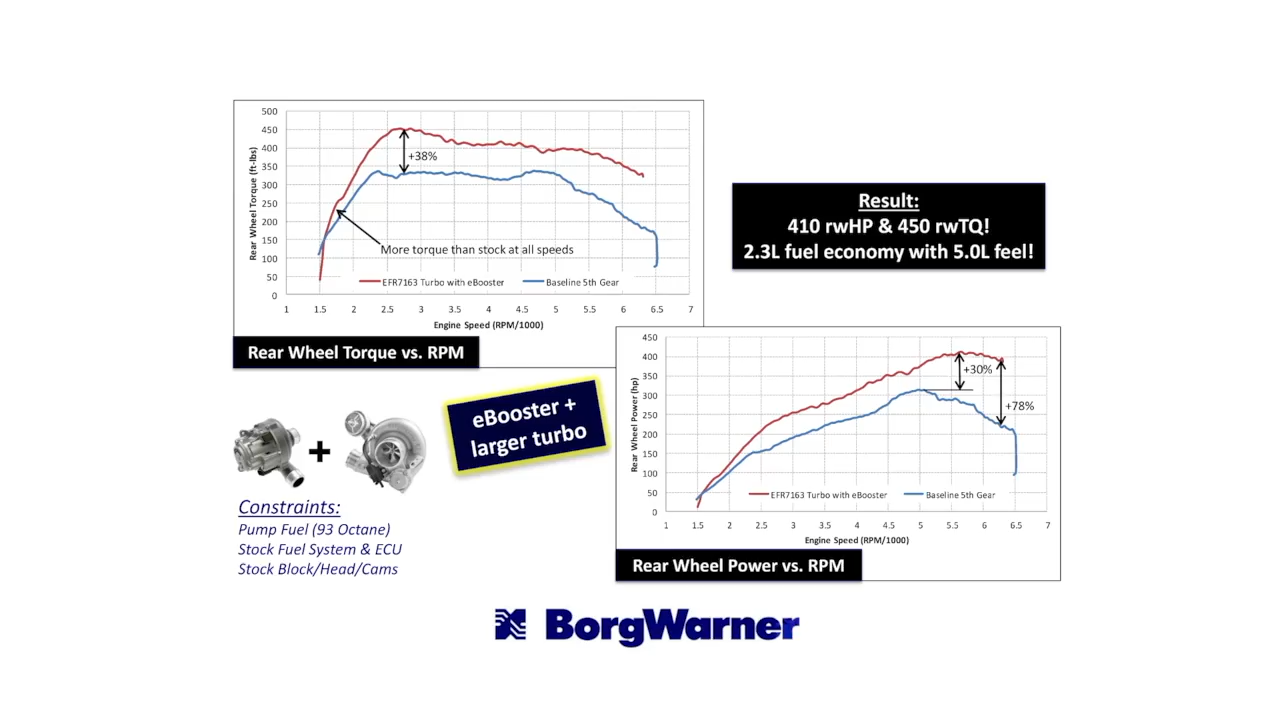 500
450
400
350
300
250
200
150
100
50
0
Rear Wheel Torque (ft-lbs)
+38%
More torque than stock at all speeds
EFR7163 Turbo with eBooster
Baseline 5th Gear
1 1.5 2 2.5 3 3.5 4 4.5 5 5.5 6 6.5 7
Engine Speed (RPM/1000)
Rear Wheel Torque vs. RPM
Result:
410 rwHP & 450 rwTQ!
2.3L fuel economy with 5.0L feel!
450
400
350
300
250
200
150
100
50
0
Rear Wheel Power (hp)
+30%
+78%
EFR7163 Turbo with eBooster
Baseline 5th Gear
1 1.5 2 2.5 3 3.5 4 4.5 5 5.5 6 6.5 7
Engine Speed (RPM/1000)
Rear Wheel Power vs. RPM
eBooster +
larger turbo
+
Constraints:
Pump Fuel (93 Octane)
Stock Fuel System & ECU
Stock Block/Head/Cams
BorgWarner